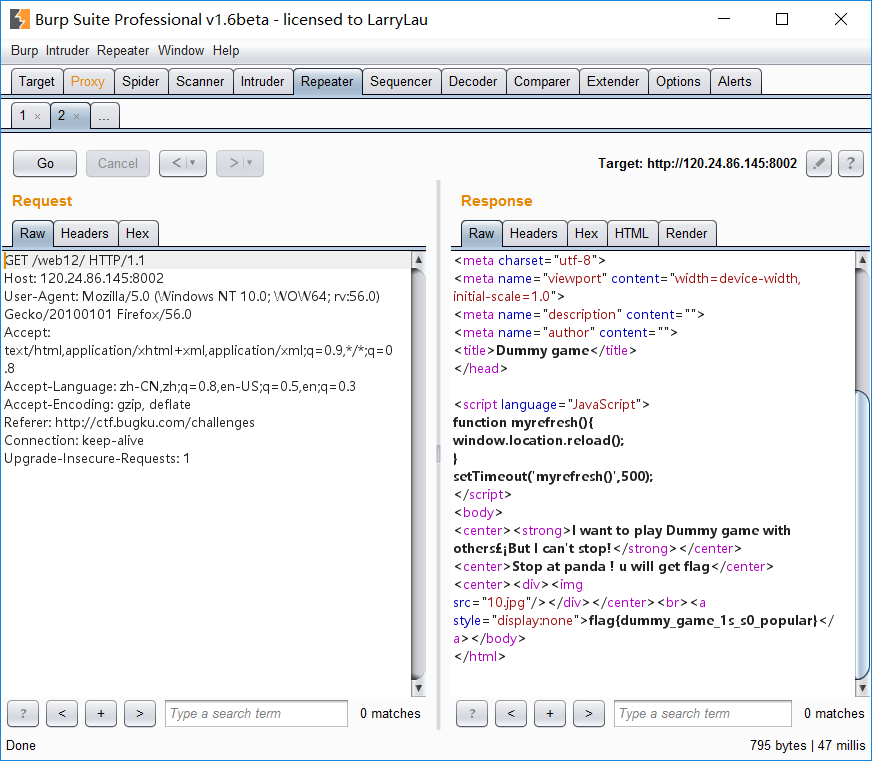 Burp Suite Professional v1.6beta - licensed to LarryLau
Burp Intruder Repeater Window Help
Target Proxy Spider Scanner Intruder Repeater Sequencer Decoder Comparer Extender Options Alerts
1 × 2 × ...
Go Cancel < | ▼ > | ▼ Target: http://120.24.86.145:8002 ?
Request
Raw Headers Hex
GET /web12/ HTTP/1.1
Host: 120.24.86.145:8002
User-Agent: Mozilla/5.0 (Windows NT 10.0; WOW64; rv:56.0)
Gecko/20100101 Firefox/56.0
Accept:
text/html,application/xhtml+xml,application/xml;q=0.9,*/*;q=0
.8
Accept-Language: zh-CN,zh;q=0.8,en-US;q=0.5,en;q=0.3
Accept-Encoding: gzip, deflate
Referer: http://ctf.bugku.com/challenges
Connection: keep-alive
Upgrade-Insecure-Requests: 1
? < + > Type a search term 0 matches
Response
Raw Headers Hex HTML Render
<meta charset="utf-8">
<meta name="viewport" content="width=device-width,
initial-scale=1.0">
<meta name="description" content="">
<meta name="author" content="">
<title>Dummy game</title>
</head>
<script language="JavaScript">
function myrefresh(){
window.location.reload();
}
setTimeout('myrefresh()',500);
</script>
<body>
<center><strong>I want to play Dummy game with
others£¡But I can't stop!</strong></center>
<center>Stop at panda ! u will get flag</center>
<center><div><img
src="10.jpg"/></div></center><br><a
style="display:none">flag{dummy_game_1s_s0_popular}</
a></body>
</html>
? < + > Type a search term 0 matches
Done 795 bytes | 47 millis